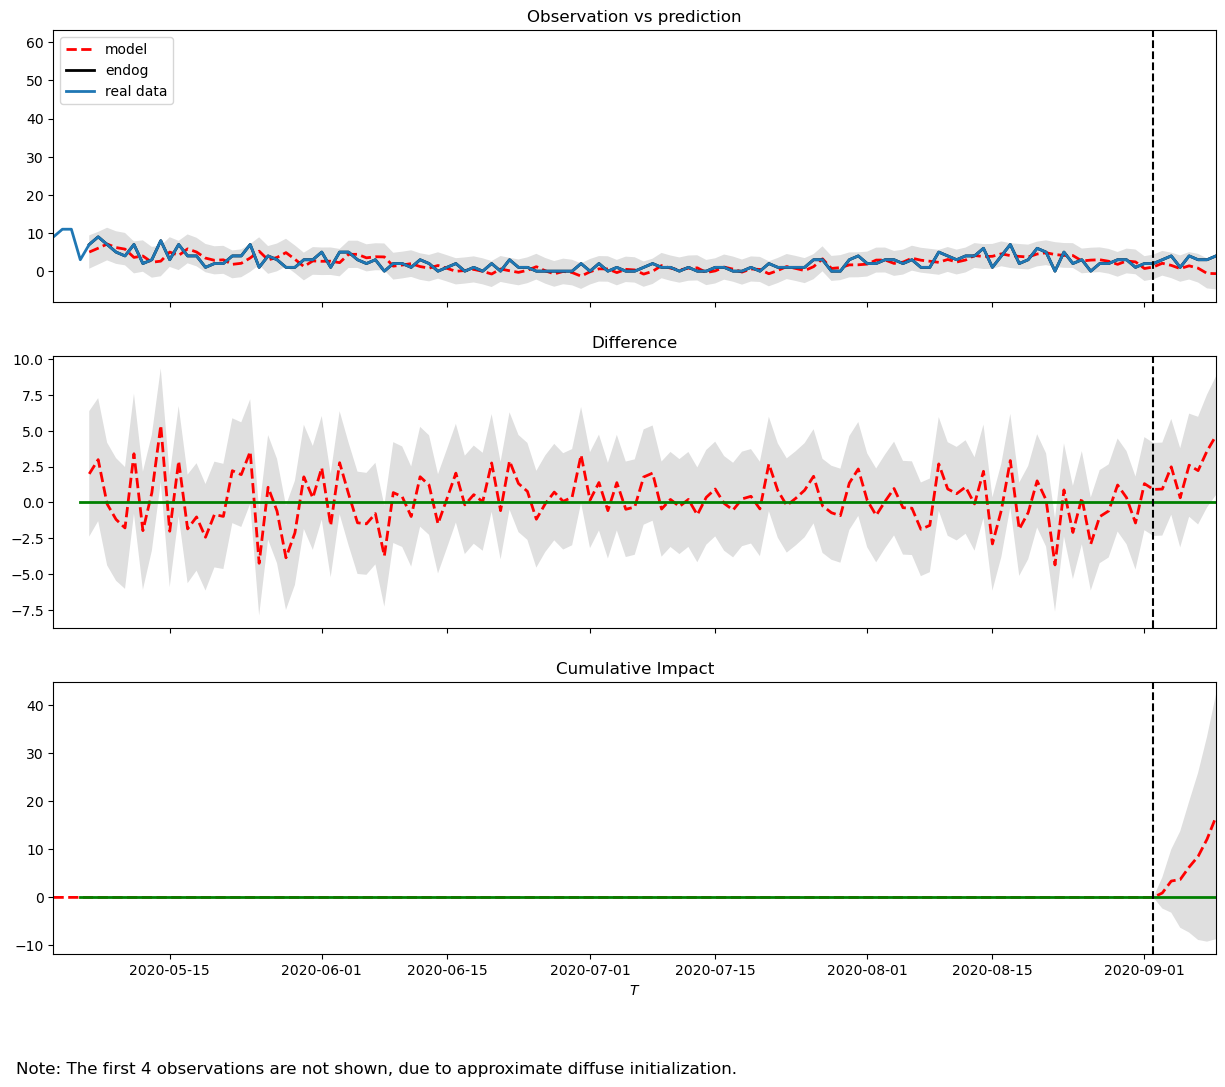 Observation vs prediction
60
50
40
30
20
10
0
model
endog
real data
Difference
10.0
7.5
5.0
2.5
0.0
−2.5
−5.0
−7.5
Cumulative Impact
40
30
20
10
0
−10
2020-05-15 2020-06-01 2020-06-15 2020-07-01 2020-07-15 2020-08-01 2020-08-15 2020-09-01
T
Note: The first 4 observations are not shown, due to approximate diffuse initialization.